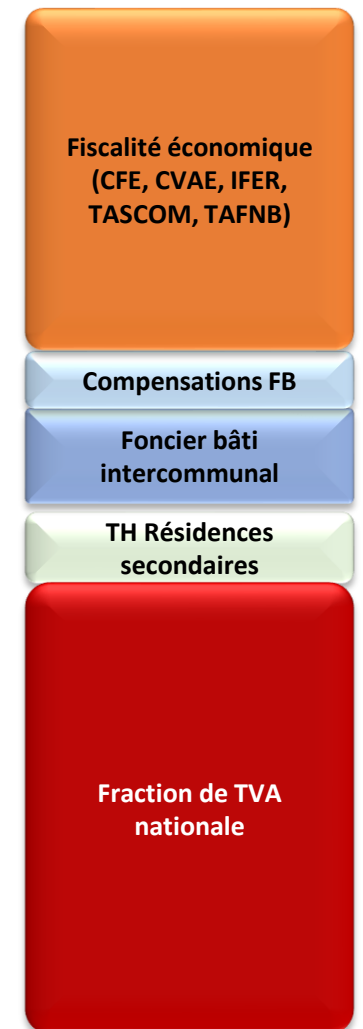 Fiscalité économique
(CFE, CVAE, IFER,
TASCOM, TAFNB)
Compensations FB
Foncier bâti
intercommunal
TH Résidences
secondaires
Fraction de TVA
nationale